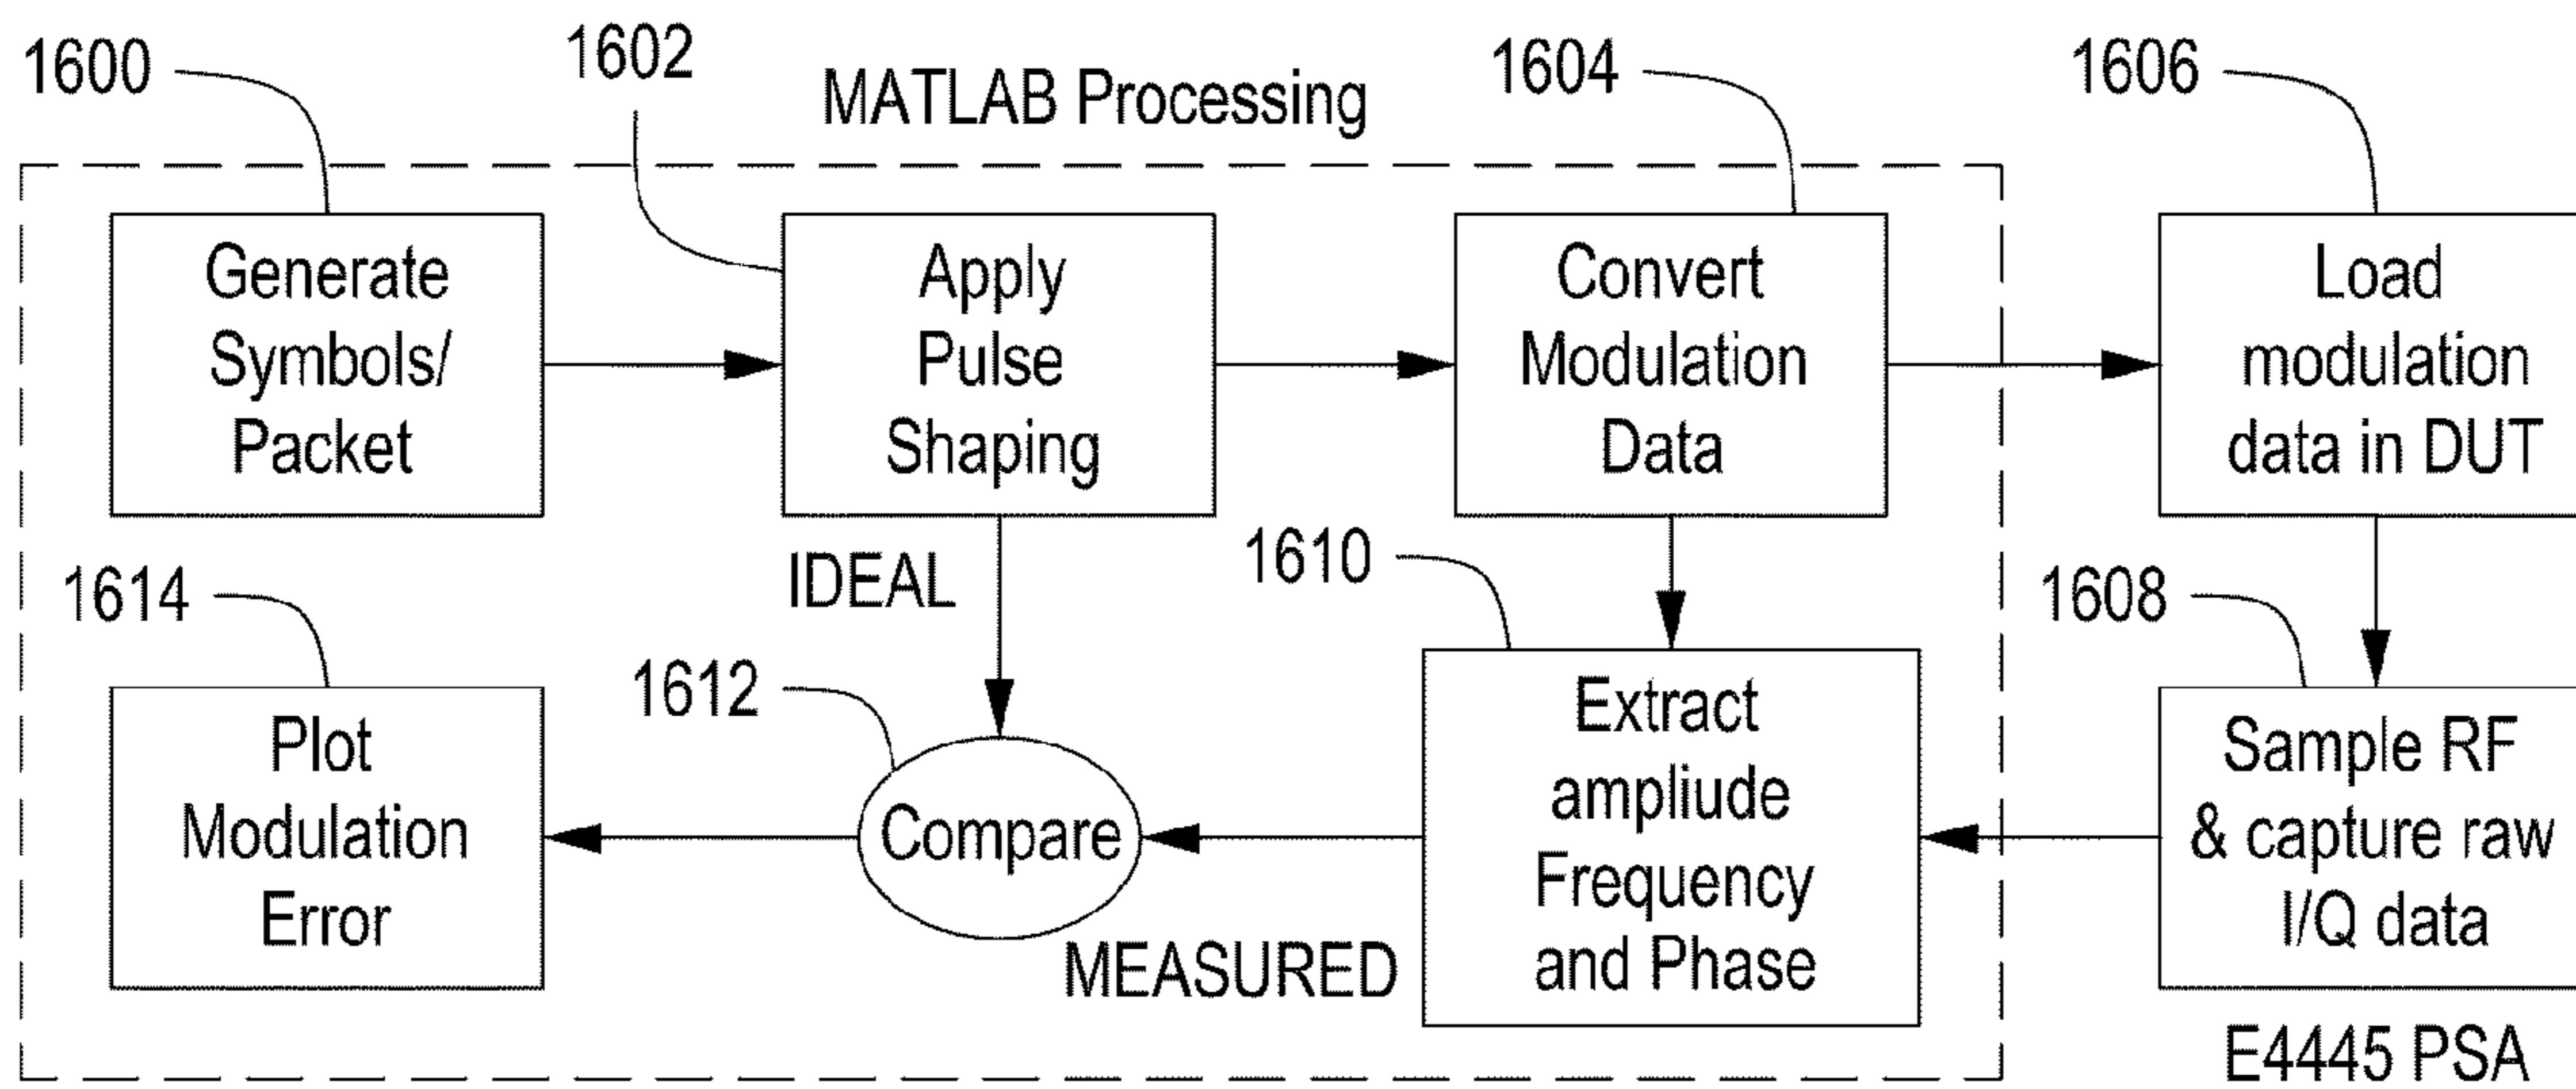 1600
1602
MATLAB Processing
1604
1606
Generate
Symbols/
Packet
Apply
Pulse
Shaping
Convert
Modulation
Data
Load
modulation
data in DUT
IDEAL
1610
1608
1614
1612
Plot
Modulation
Error
Compare
MEASURED
Extract
ampliude
Frequency
and Phase
Sample RF
& capture raw
I/Q data
E4445 PSA